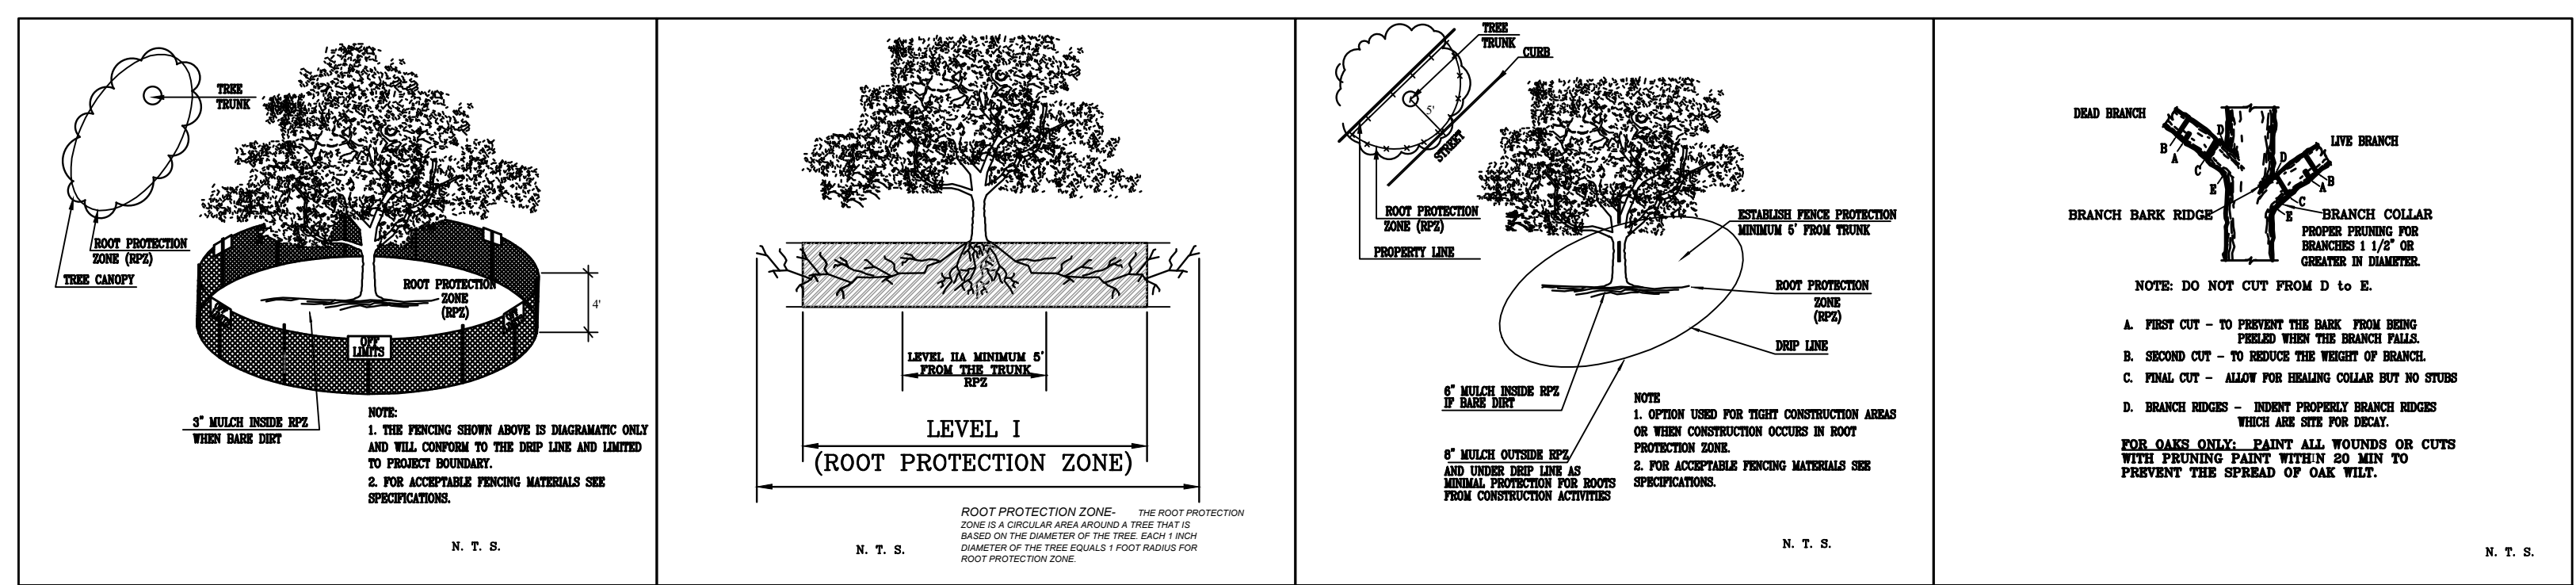 TREE
TRUNK
ROOT PROTECTION
ZONE (RPZ)
TREE CANOPY
ROOT PROTECTION
ZONE
(RPZ)
4'
OFF
LIMITS
3" MULCH INSIDE RPZ
WHEN BARE DIRT
NOTE:
1. THE FENCING SHOWN ABOVE IS DIAGRAMATIC ONLY
AND WILL CONFORM TO THE DRIP LINE AND LIMITED
TO PROJECT BOUNDARY.
2. FOR ACCEPTABLE FENCING MATERIALS SEE
SPECIFICATIONS.
N. T. S.
LEVEL IIA MINIMUM 5'
FROM THE TRUNK
RPZ
LEVEL I
(ROOT PROTECTION ZONE)
ROOT PROTECTION ZONE- THE ROOT PROTECTION
ZONE IS A CIRCULAR AREA AROUND A TREE THAT IS
BASED ON THE DIAMETER OF THE TREE. EACH 1 INCH
DIAMETER OF THE TREE EQUALS 1 FOOT RADIUS FOR
ROOT PROTECTION ZONE.
N. T. S.
TREE
TRUNK
CURB
5'
STREET
ROOT PROTECTION
ZONE (RPZ)
PROPERTY LINE
ESTABLISH FENCE PROTECTION
MINIMUM 5' FROM TRUNK
ROOT PROTECTION
ZONE
(RPZ)
DRIP LINE
6" MULCH INSIDE RPZ
IF BARE DIRT
8" MULCH OUTSIDE RPZ
AND UNDER DRIP LINE AS
MINIMAL PROTECTION FOR ROOTS
FROM CONSTRUCTION ACTIVITIES
NOTE
1. OPTION USED FOR TIGHT CONSTRUCTION AREAS
OR WHEN CONSTRUCTION OCCURS IN ROOT
PROTECTION ZONE.
2. FOR ACCEPTABLE FENCING MATERIALS SEE
SPECIFICATIONS.
N. T. S.
DEAD BRANCH
LIVE BRANCH
B
A
C
D
E
D
B
A
C
E
BRANCH BARK RIDGE
BRANCH COLLAR
PROPER PRUNING FOR
BRANCHES 1 1/2" OR
GREATER IN DIAMETER.
NOTE: DO NOT CUT FROM D to E.
A. FIRST CUT - TO PREVENT THE BARK FROM BEING
PEELED WHEN THE BRANCH FALLS.
B. SECOND CUT - TO REDUCE THE WEIGHT OF BRANCH.
C. FINAL CUT - ALLOW FOR HEALING COLLAR BUT NO STUBS
D. BRANCH RIDGES - INDENT PROPERLY BRANCH RIDGES
WHICH ARE SITE FOR DECAY.
FOR OAKS ONLY: PAINT ALL WOUNDS OR CUTS
WITH PRUNING PAINT WITHIN 20 MIN TO
PREVENT THE SPREAD OF OAK WILT.
N. T. S.